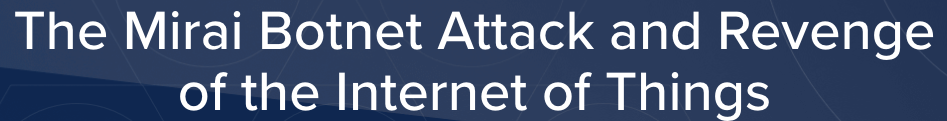 The Mirai Botnet Attack and Revenge
of the Internet of Things